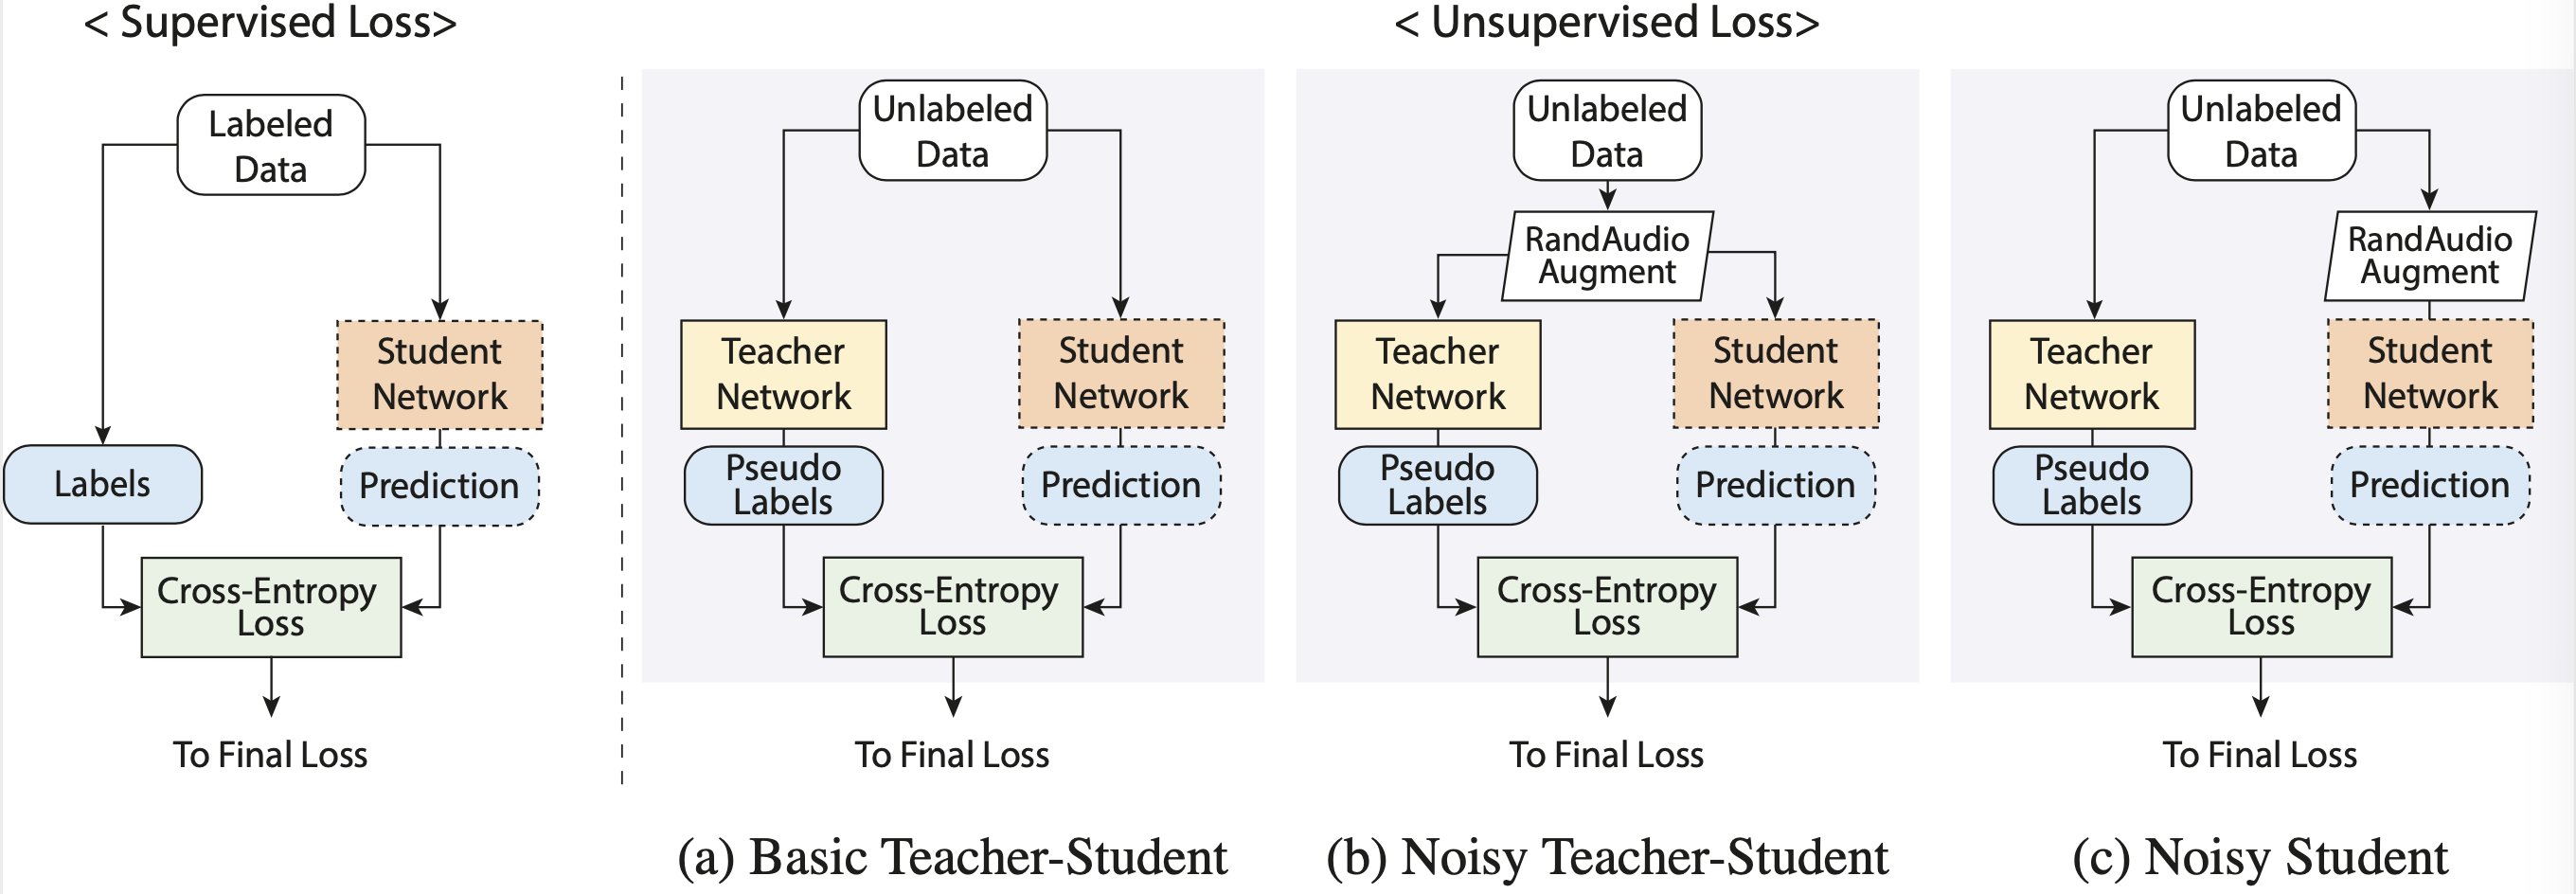 < Supervised Loss>
< Unsupervised Loss>
Labeled
Data
Student
Network
Labels
Prediction
Cross-Entropy
Loss
To Final Loss
Unlabeled
Data
Teacher
Network
Student
Network
Pseudo
Labels
Prediction
Cross-Entropy
Loss
To Final Loss
(a) Basic Teacher-Student
Unlabeled
Data
RandAudio
Augment
Teacher
Network
Student
Network
Pseudo
Labels
Prediction
Cross-Entropy
Loss
To Final Loss
(b) Noisy Teacher-Student
Unlabeled
Data
RandAudio
Augment
Teacher
Network
Student
Network
Pseudo
Labels
Prediction
Cross-Entropy
Loss
To Final Loss
(c) Noisy Student